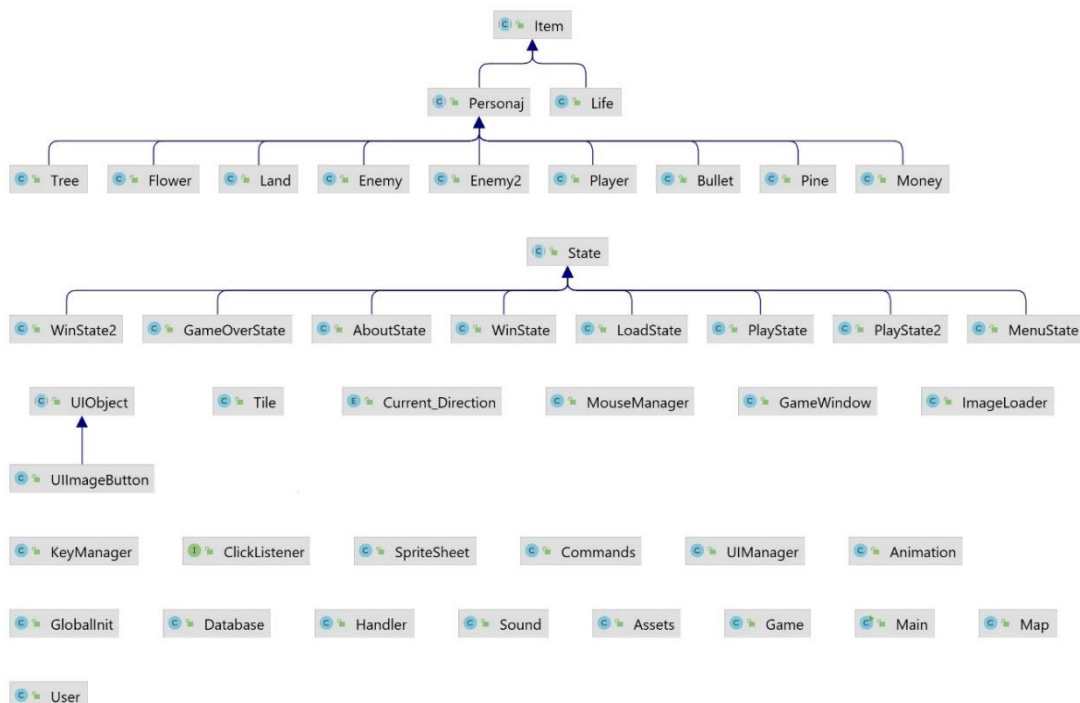 Item
Personaj Life
Tree Flower Land Enemy Enemy2 Player Bullet Pine Money
State
WinState2 GameOverState AboutState WinState LoadState PlayState PlayState2 MenuState
UIObject Tile Current_Direction MouseManager GameWindow ImageLoader
UIImageButton
KeyManager ClickListener SpriteSheet Commands UIManager Animation
GlobalInit Database Handler Sound Assets Game Main Map
User